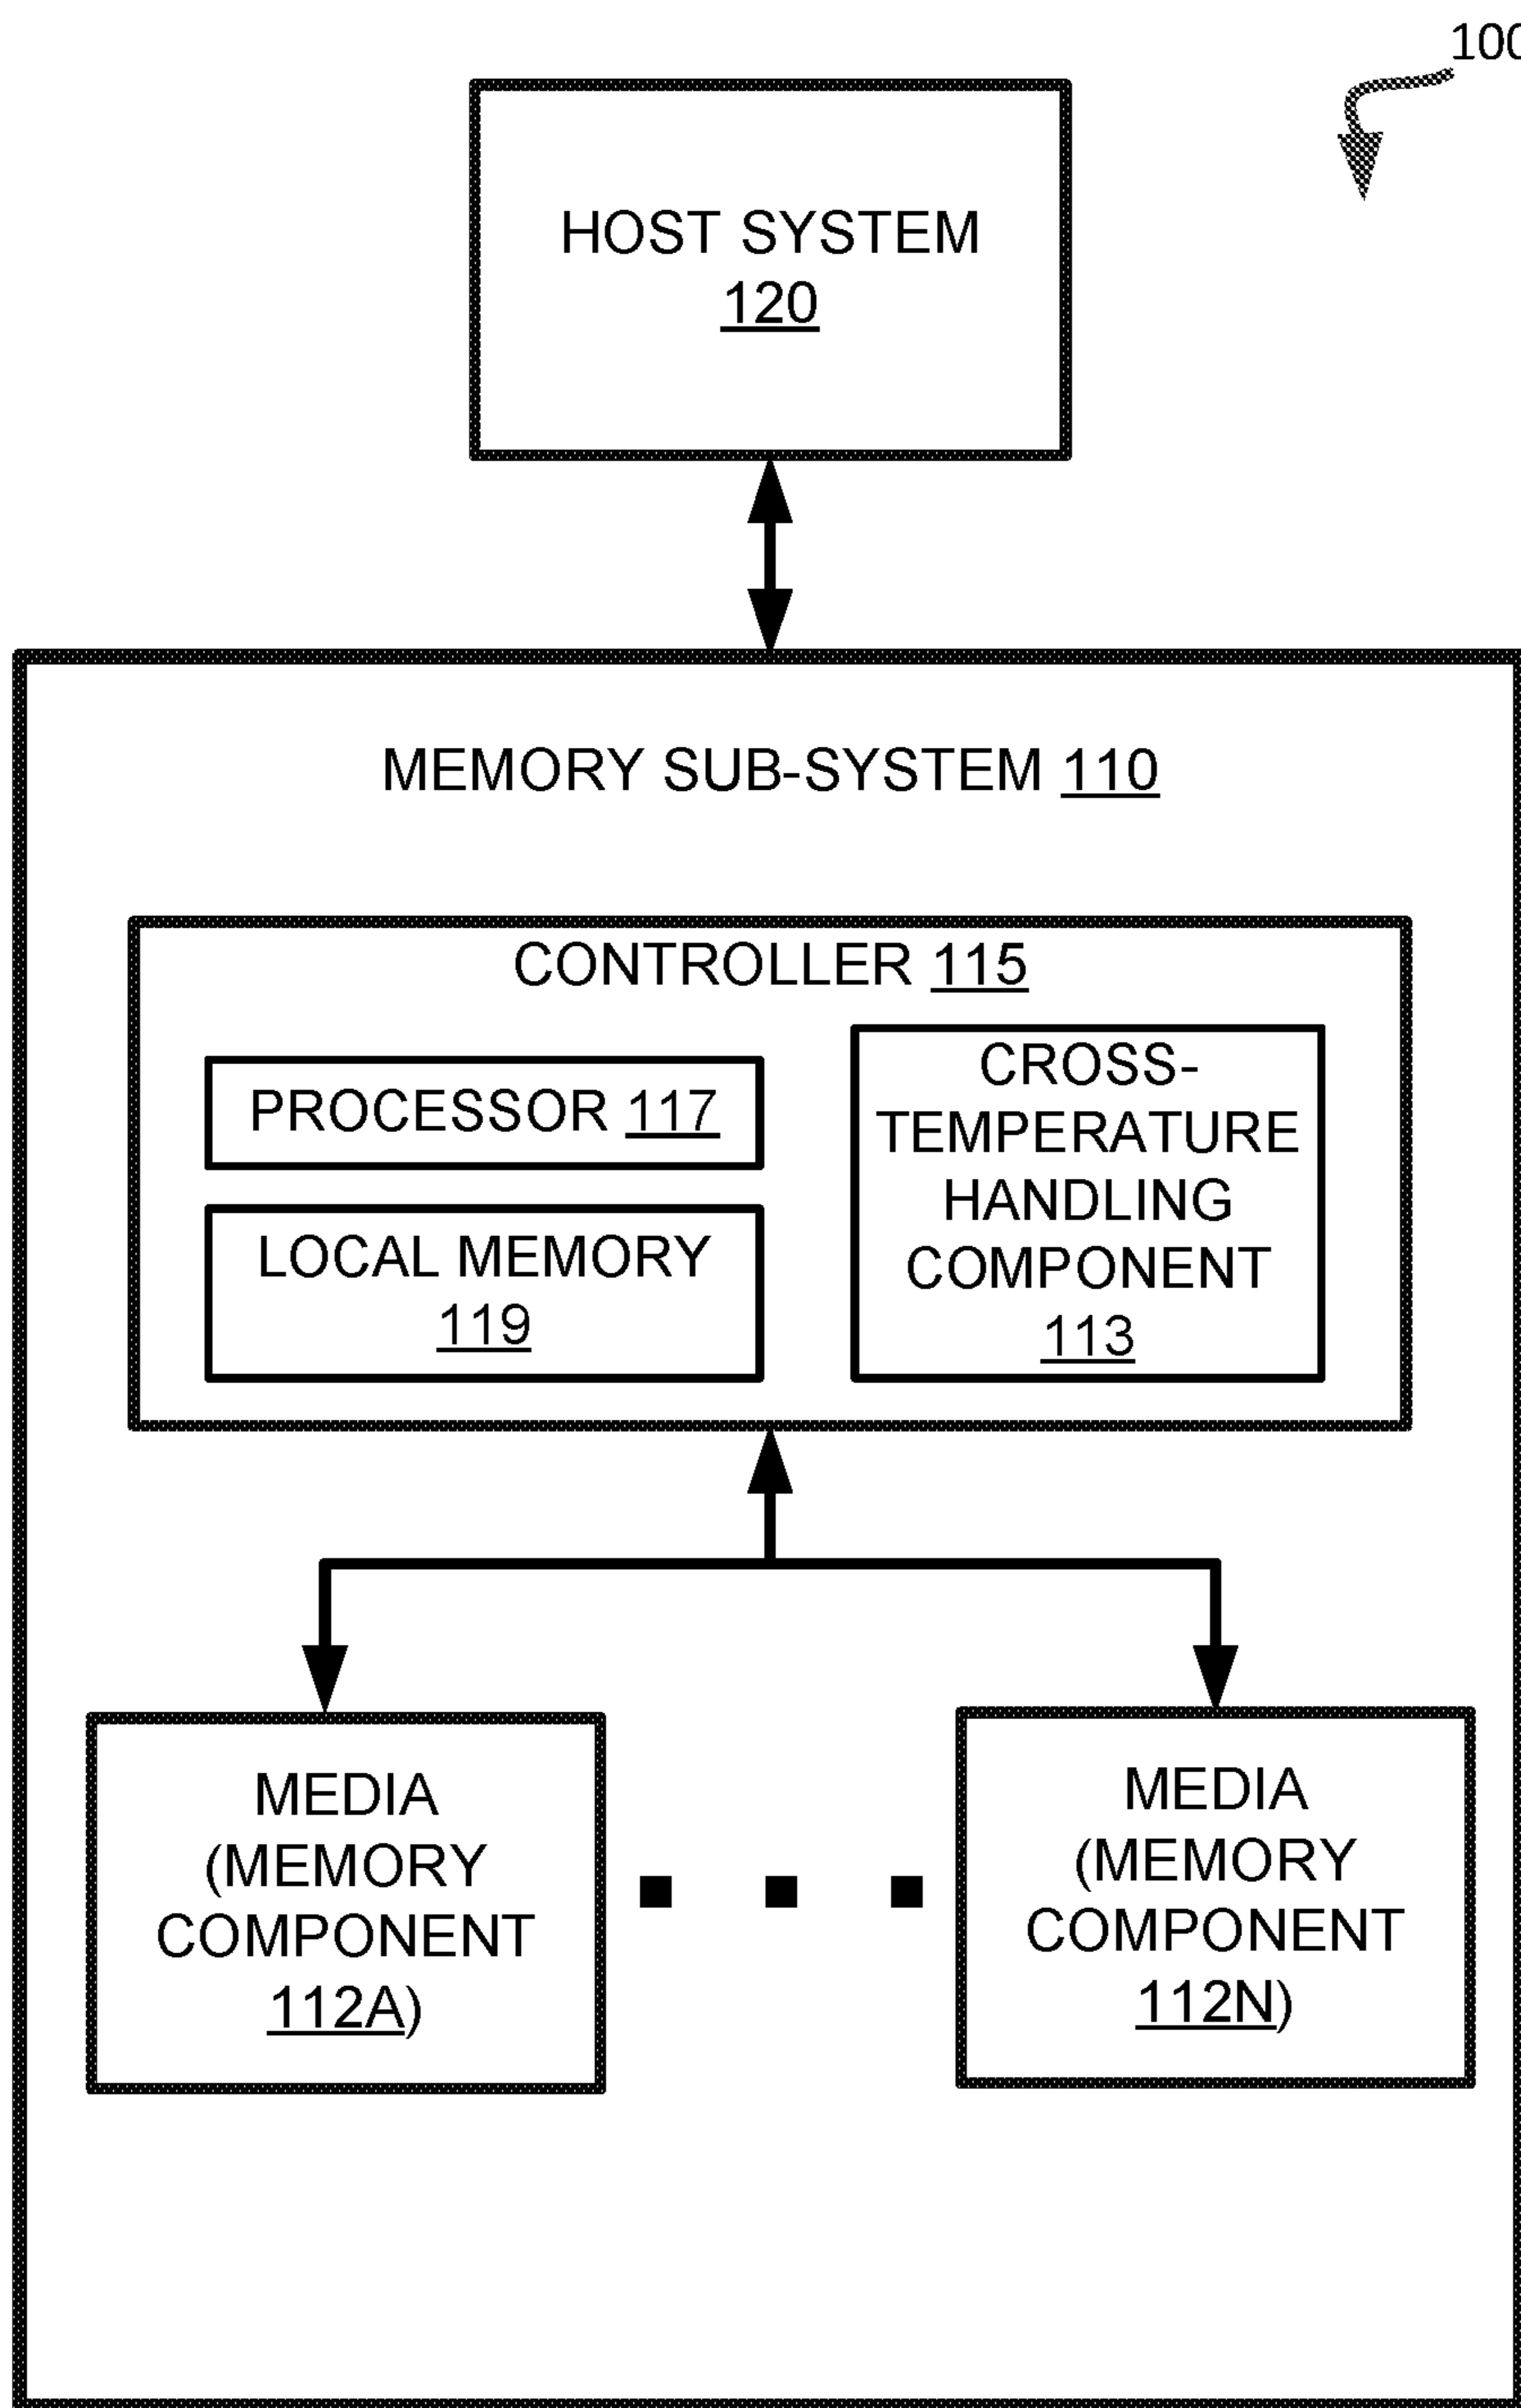 100
HOST SYSTEM
120
MEMORY SUB-SYSTEM 110
CONTROLLER 115
PROCESSOR 117
LOCAL MEMORY
119
CROSS-
TEMPERATURE
HANDLING
COMPONENT
113
MEDIA
(MEMORY
COMPONENT
112A)
MEDIA
(MEMORY
COMPONENT
112N)